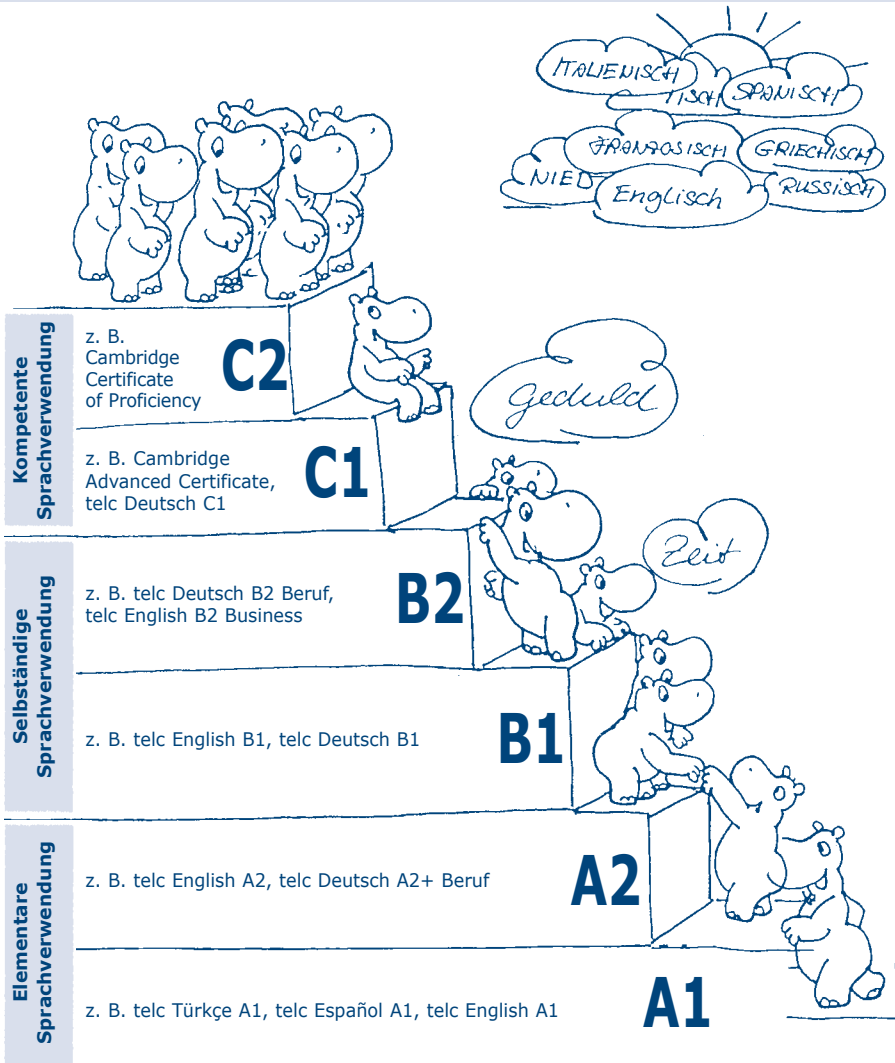 ITALIENISCH
TISCH SPANISCH
FRANZÖSISCH GRIECHISCH
NIED Englisch RUSSISCH
Kompetente
Sprachverwendung
z. B.
Cambridge
Certificate
of Proficiency
C2
Geduld
z. B. Cambridge
Advanced Certificate,
telc Deutsch C1
C1
Zeit
Selbständige
Sprachverwendung
z. B. telc Deutsch B2 Beruf,
telc English B2 Business
B2
z. B. telc English B1, telc Deutsch B1
B1
Elementare
Sprachverwendung
z. B. telc English A2, telc Deutsch A2+ Beruf
A2
z. B. telc Türkçe A1, telc Español A1, telc English A1
A1